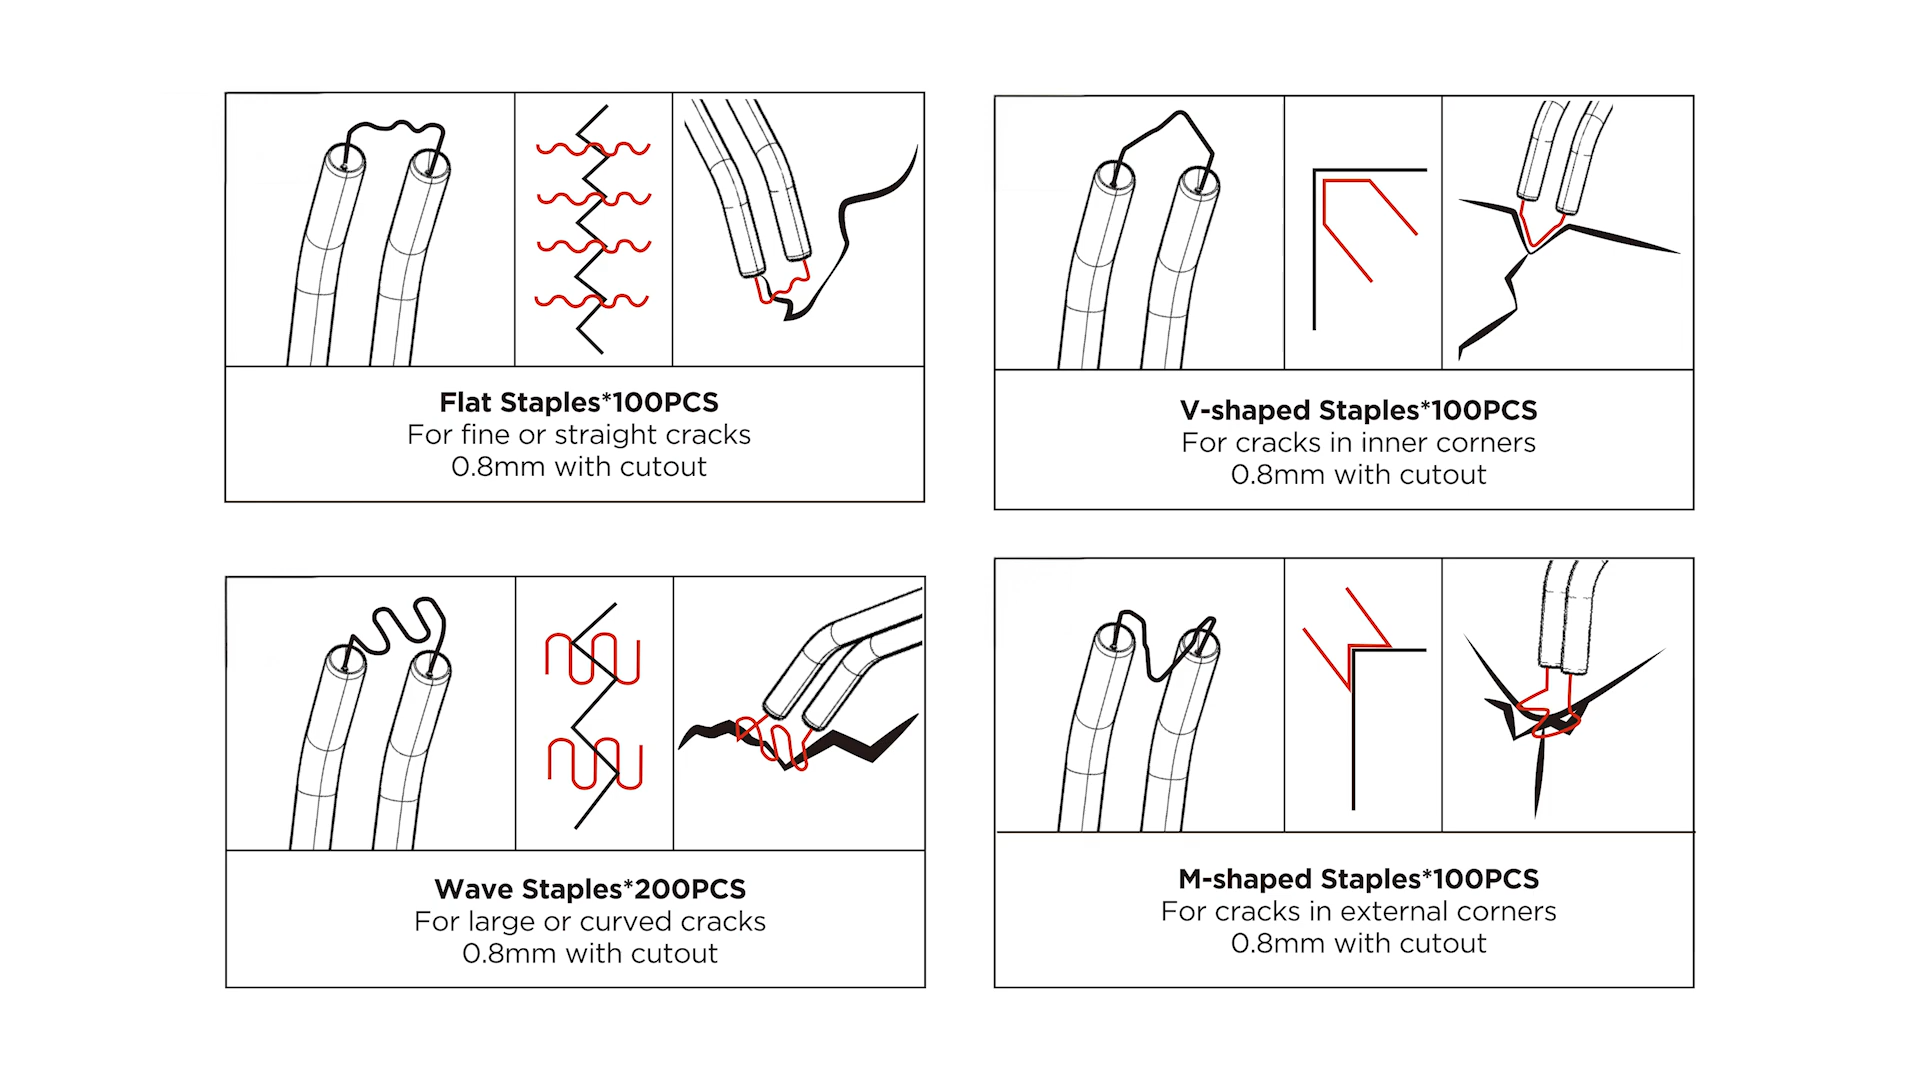 Flat Staples*100PCS
For fine or straight cracks
0.8mm with cutout
V-shaped Staples*100PCS
For cracks in inner corners
0.8mm with cutout
Wave Staples*200PCS
For large or curved cracks
0.8mm with cutout
M-shaped Staples*100PCS
For cracks in external corners
0.8mm with cutout